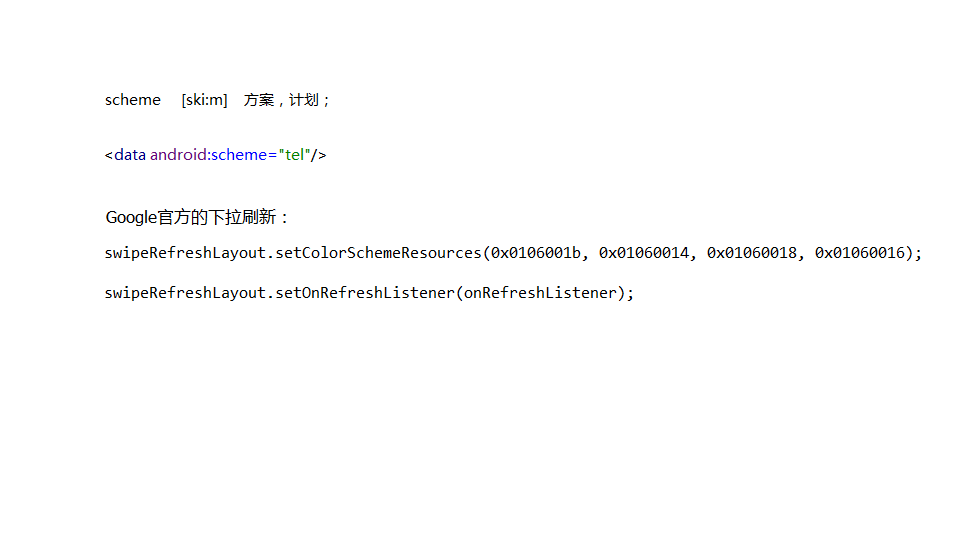 scheme [ski:m] 方案，计划；
<data android:scheme="tel"/>
Google官方的下拉刷新：
swipeRefreshLayout.setColorSchemeResources(0x0106001b, 0x01060014, 0x01060018, 0x01060016);
swipeRefreshLayout.setOnRefreshListener(onRefreshListener);